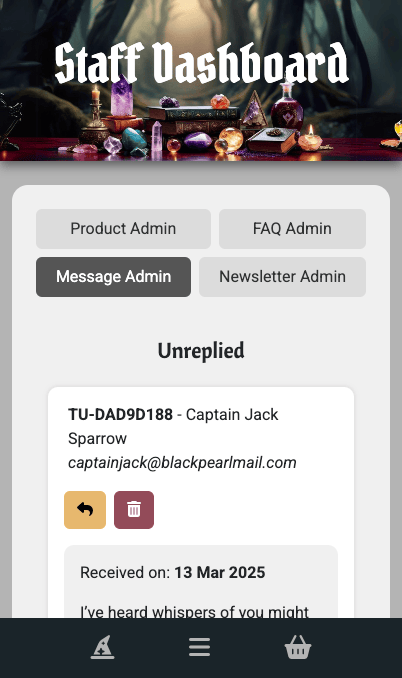 Staff Dashboard
Product Admin
FAQ Admin
Message Admin
Newsletter Admin
Unreplied
TU-DAD9D188 - Captain Jack
Sparrow
captainjack@blackpearlmail.com
Received on: 13 Mar 2025
I've heard whispers of you might